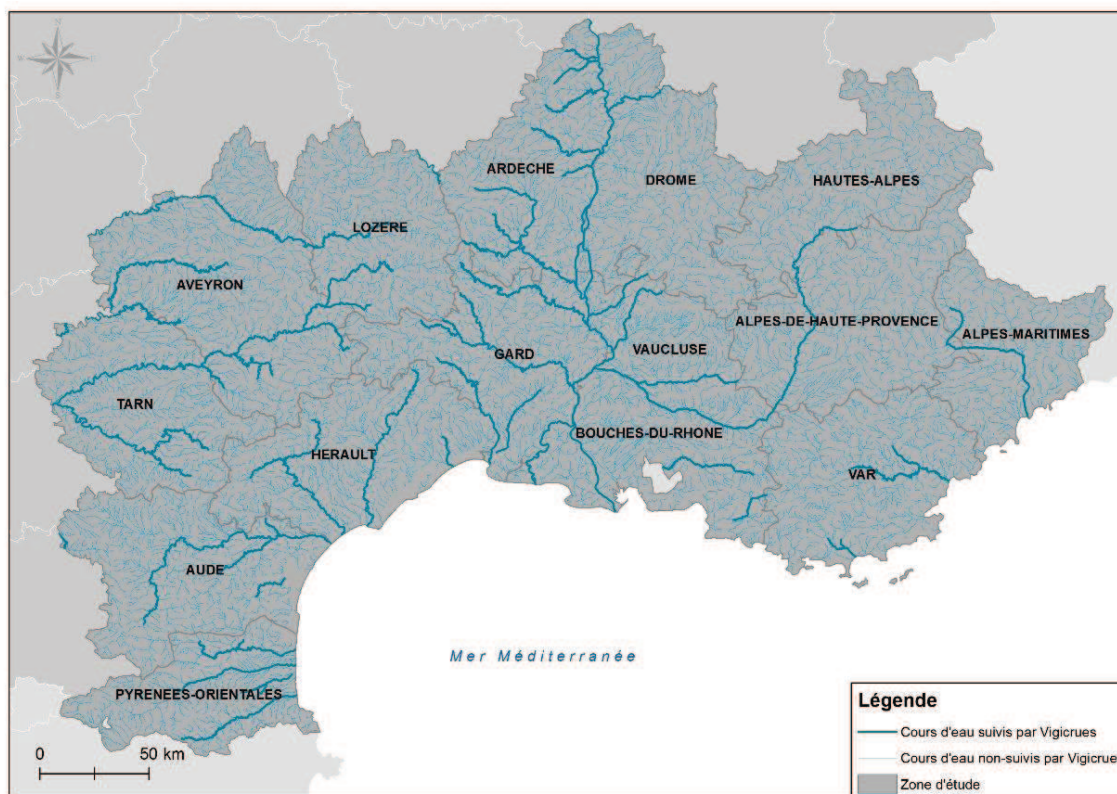 ARDECHE
DROME
HAUTES-ALPES
LOZERE
AVEYRON
ALPES-DE-HAUTE-PROVENCE
ALPES-MARITIMES
GARD
VAUCLUSE
TARN
BOUCHES-DU-RHONE
HERAULT
VAR
AUDE
Mer Méditerranée
PYRENEES-ORIENTALES
0 50 km
Légende
Cours d'eau suivis par Vigicrues
Cours d'eau non-suivis par Vigicrue
Zone d'étude